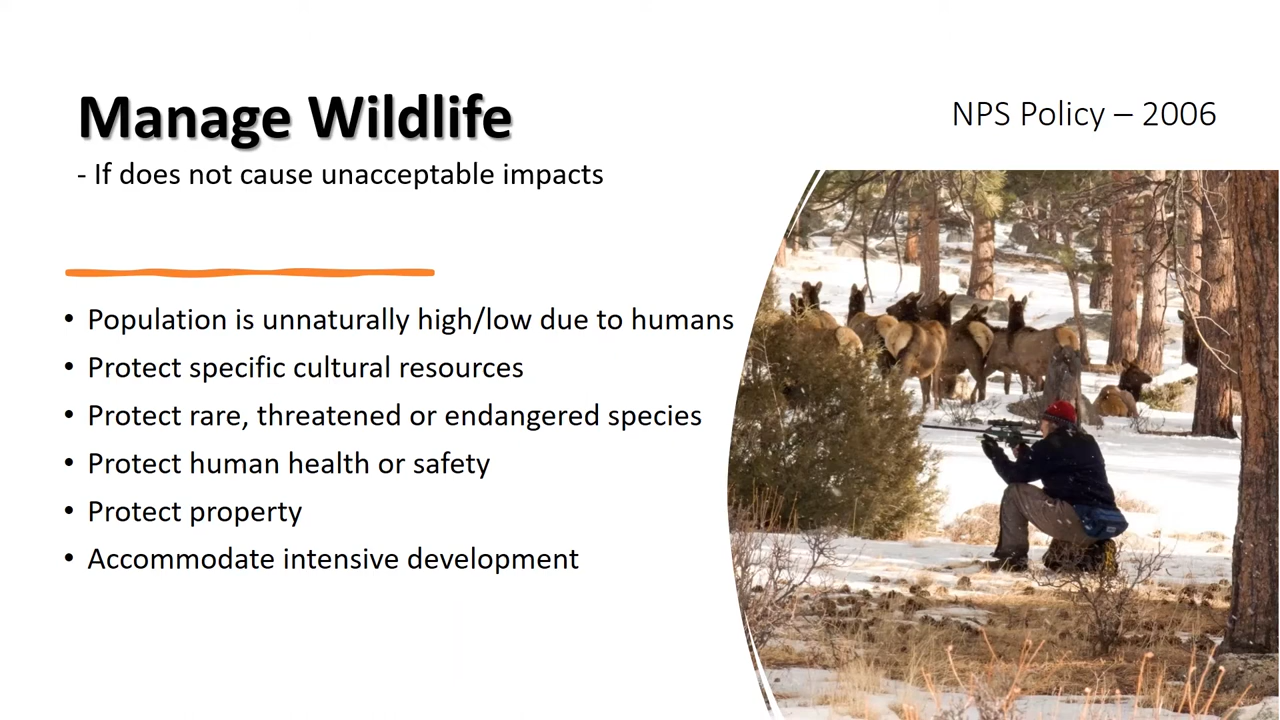 Manage Wildlife
- If does not cause unacceptable impacts
NPS Policy – 2006
• Population is unnaturally high/low due to humans
• Protect specific cultural resources
• Protect rare, threatened or endangered species
• Protect human health or safety
• Protect property
• Accommodate intensive development